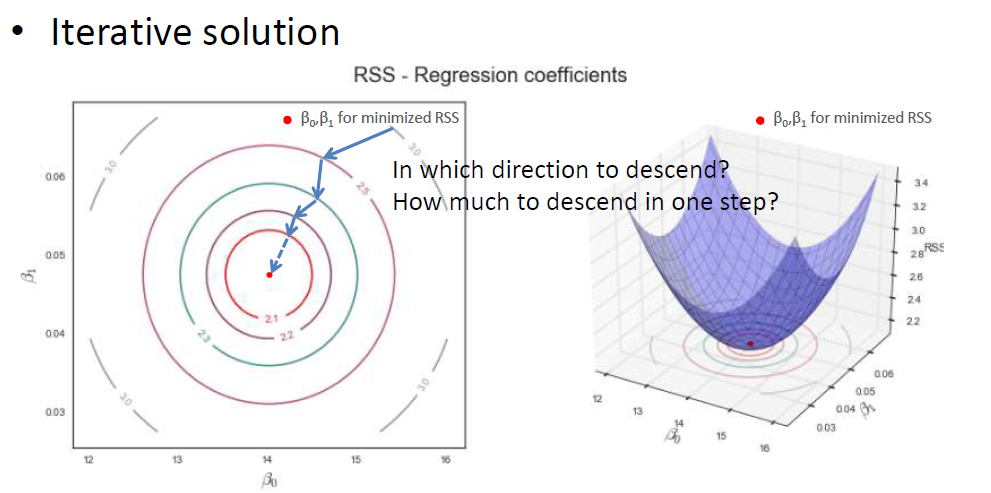 • Iterative solution
RSS - Regression coefficients
β₀,β₁ for minimized RSS
3.0
2.5
0.06
0.05
β₁
0.04
0.03
2.1
2.2
2.3
3.0
3.0
12
13
14
15
16
β₀
In which direction to descend?
How much to descend in one step?
β₀,β₁ for minimized RSS
3.4
3.2
3.0
2.8
RSS
2.6
2.4
2.2
0.06
0.05
0.04
β₁
0.03
12
13
14
β₀
15
16